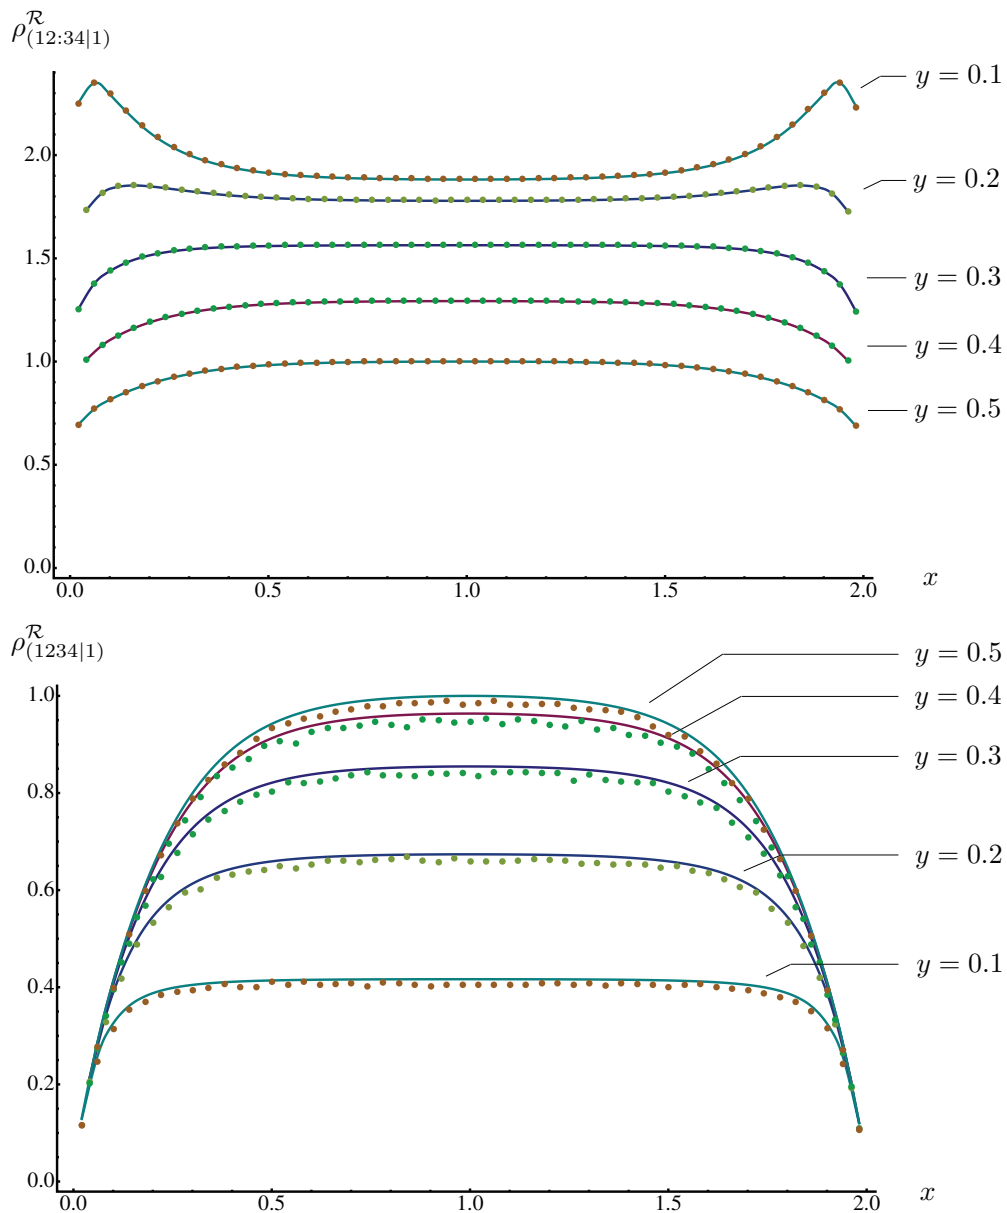 ρ^ℛ_(12:34|1)
y = 0.1
2.0
y = 0.2
1.5
y = 0.3
y = 0.4
1.0
y = 0.5
0.5
0.0
0.0 0.5 1.0 1.5 2.0 x
ρ^ℛ_(1234|1)
y = 0.5
1.0
y = 0.4
y = 0.3
0.8
y = 0.2
0.6
y = 0.1
0.4
0.2
0.0
0.0 0.5 1.0 1.5 2.0 x